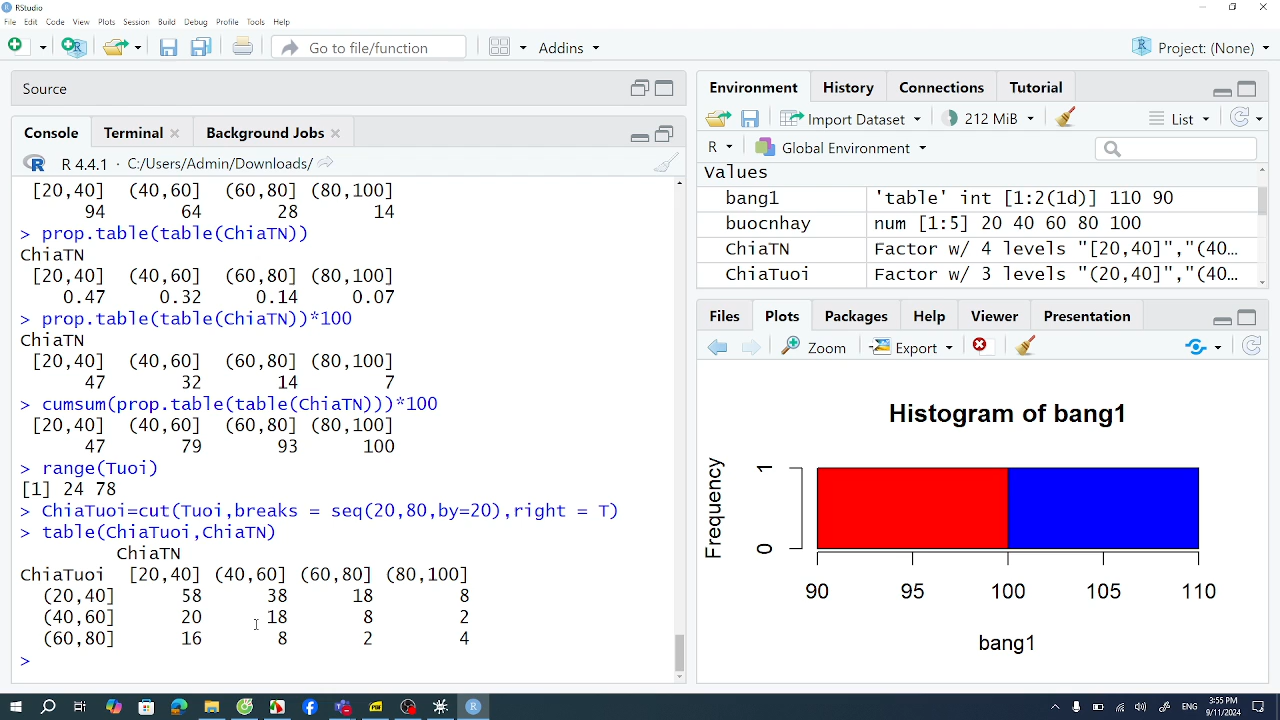 RStudio
File Edit Code View Plots Session Build Debug Profile Tools Help
Go to file/function
Addins
Project: (None)
Source
Console Terminal Background Jobs
R 4.4.1 · C:/Users/Admin/Downloads/
[20,40] (40,60] (60,80] (80,100]
94 64 28 14
> prop.table(table(ChiaTN))
ChiaTN
[20,40] (40,60] (60,80] (80,100]
0.47 0.32 0.14 0.07
> prop.table(table(ChiaTN))*100
ChiaTN
[20,40] (40,60] (60,80] (80,100]
47 32 14 7
> cumsum(prop.table(table(ChiaTN)))*100
[20,40] (40,60] (60,80] (80,100]
47 79 93 100
> range(Tuoi)
[1] 24 78
> ChiaTuoi=cut(Tuoi,breaks = seq(20,80,by=20),right = T)
> table(ChiaTuoi,ChiaTN)
ChiaTN
ChiaTuoi [20,40] (40,60] (60,80] (80,100]
(20,40] 58 38 18 8
(40,60] 20 18 8 2
(60,80] 16 8 2 4
>
Environment History Connections Tutorial
Import Dataset 212 MiB List
R Global Environment
Values
bang1 'table' int [1:2(1d)] 110 90
buocnhay num [1:5] 20 40 60 80 100
ChiaTN Factor w/ 4 levels "[20,40]","(40…
ChiaTuoi Factor w/ 3 levels "(20,40]","(40…
Files Plots Packages Help Viewer Presentation
Zoom Export
Histogram of bang1
Frequency
1
0
90 95 100 105 110
bang1
ENG
3:55 PM
9/11/2024